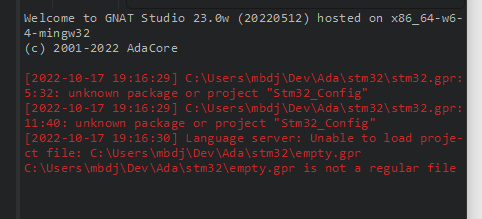 Welcome to GNAT Studio 23.0w (20220512) hosted on x86_64-w6-
4-mingw32
(c) 2001-2022 AdaCore
[2022-10-17 19:16:29] C:\Users\mbdj\Dev\Ada\stm32\stm32.gpr:
5:32: unknown package or project "Stm32_Config"
[2022-10-17 19:16:29] C:\Users\mbdj\Dev\Ada\stm32\stm32.gpr:
11:40: unknown package or project "Stm32_Config"
[2022-10-17 19:16:30] Language server: Unable to load proje-
ct file: C:\Users\mbdj\Dev\Ada\stm32\empty.gpr
C:\Users\mbdj\Dev\Ada\stm32\empty.gpr is not a regular file